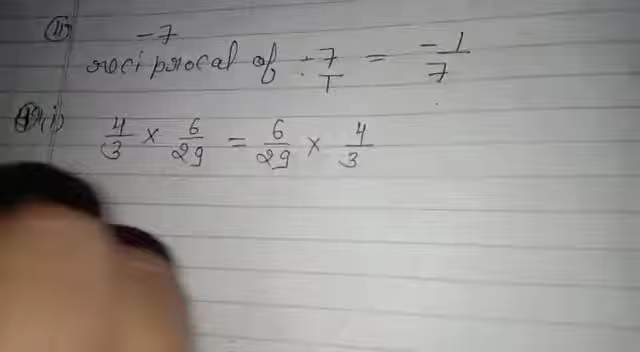 (ii) -7
reciprocal of -7/1 = -1/7
(i) 4/3 × 6/29 = 6/29 × 4/3